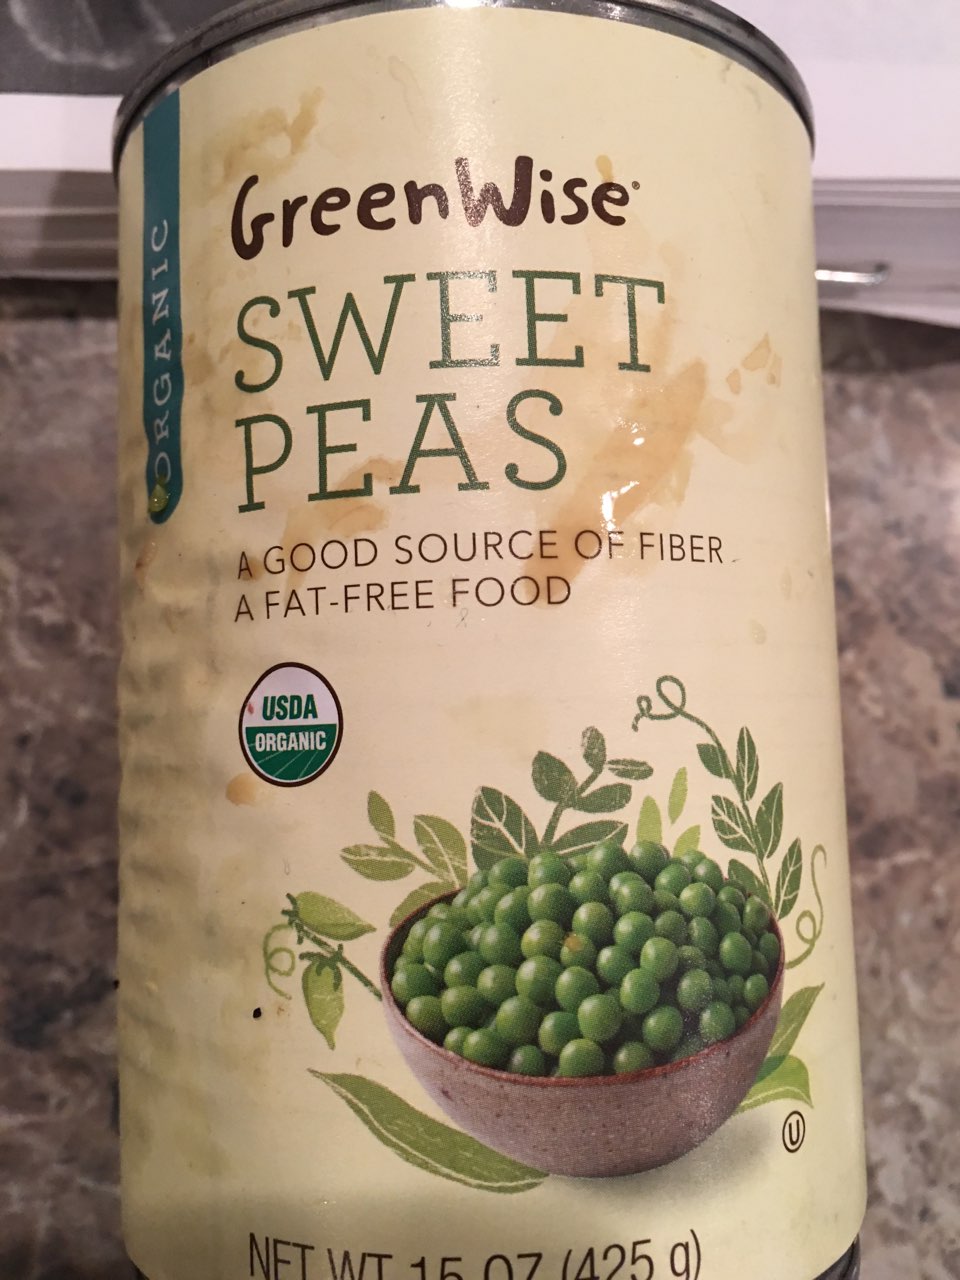 ORGANIC
GreenWise®
SWEET
PEAS
A GOOD SOURCE OF FIBER
A FAT-FREE FOOD
USDA
ORGANIC
U
NET WT 15 OZ (425 g)